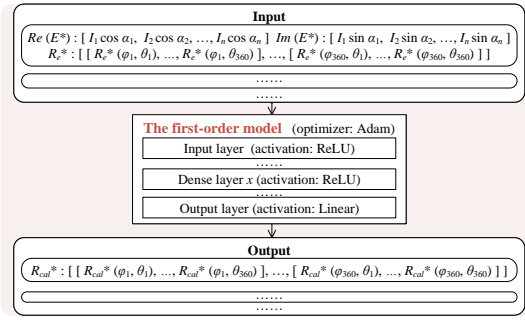 Input
Re (E*) : [ I1 cos α1, I2 cos α2, …, In cos αn ] Im (E*) : [ I1 sin α1, I2 sin α2, …, In sin αn ]
Re* : [ [ Re* (φ1, θ1), ..., Re* (φ1, θ360) ], …, [ Re* (φ360, θ1), ..., Re* (φ360, θ360) ] ]
……
……
The first-order model (optimizer: Adam)
Input layer (activation: ReLU)
……
Dense layer x (activation: ReLU)
……
Output layer (activation: Linear)
Output
Rcal* : [ [ Rcal* (φ1, θ1), ..., Rcal* (φ1, θ360) ], …, [ Rcal* (φ360, θ1), ..., Rcal* (φ360, θ360) ] ]
……
……